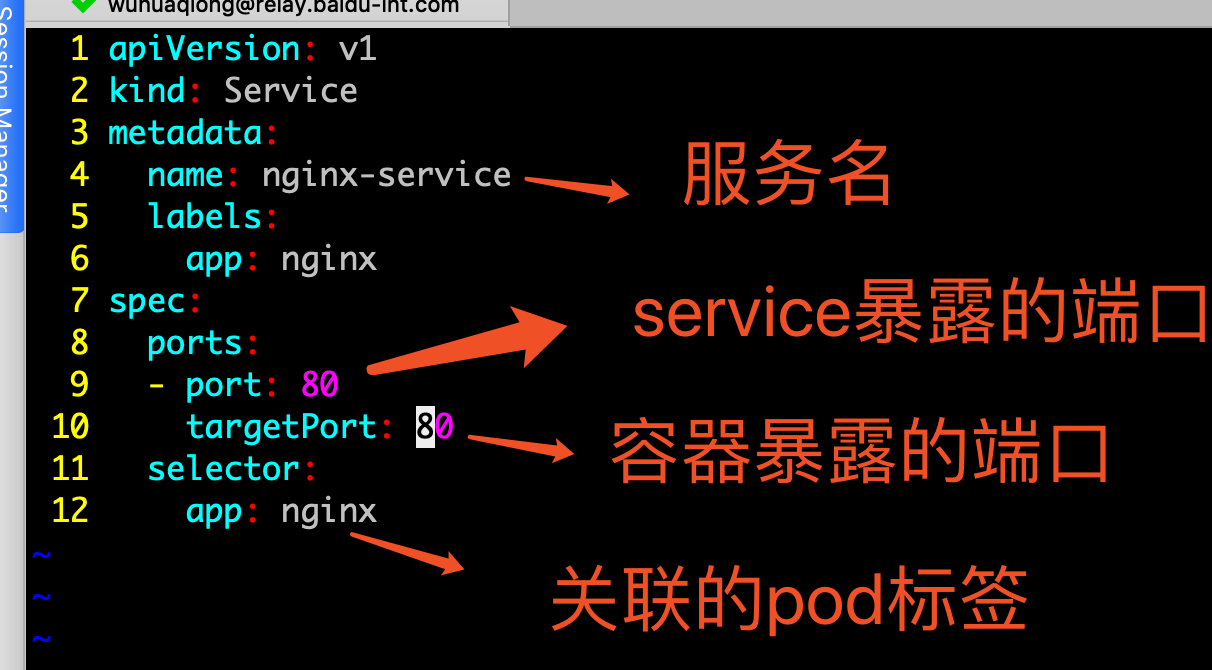 wuhuaqiong@relay.baidu-int.com
Session Manager
1 apiVersion: v1
2 kind: Service
3 metadata:
4 name: nginx-service
服务名
5 labels:
6 app: nginx
7 spec:
service暴露的端口
8 ports:
9 - port: 80
10 targetPort: 80
容器暴露的端口
11 selector:
12 app: nginx
~
~
关联的pod标签
~